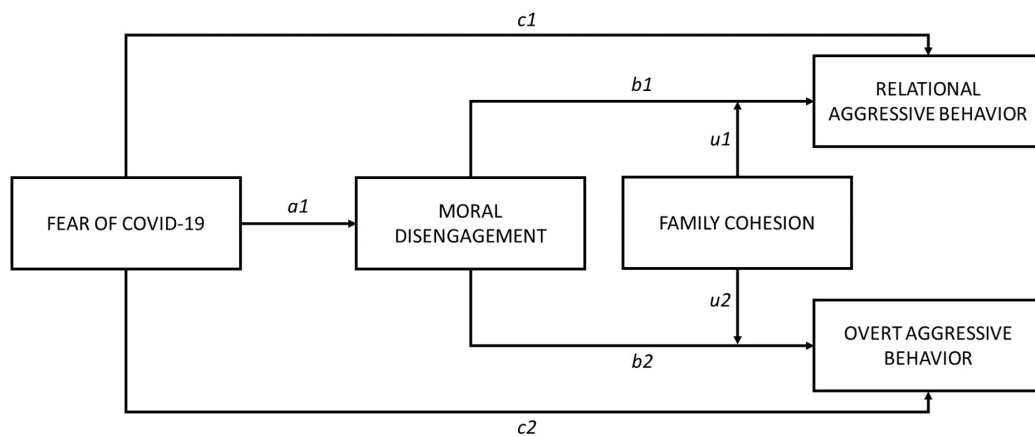 c1
RELATIONAL
AGGRESSIVE BEHAVIOR
b1
u1
FEAR OF COVID-19
a1
MORAL
DISENGAGEMENT
FAMILY COHESION
u2
OVERT AGGRESSIVE
BEHAVIOR
b2
c2